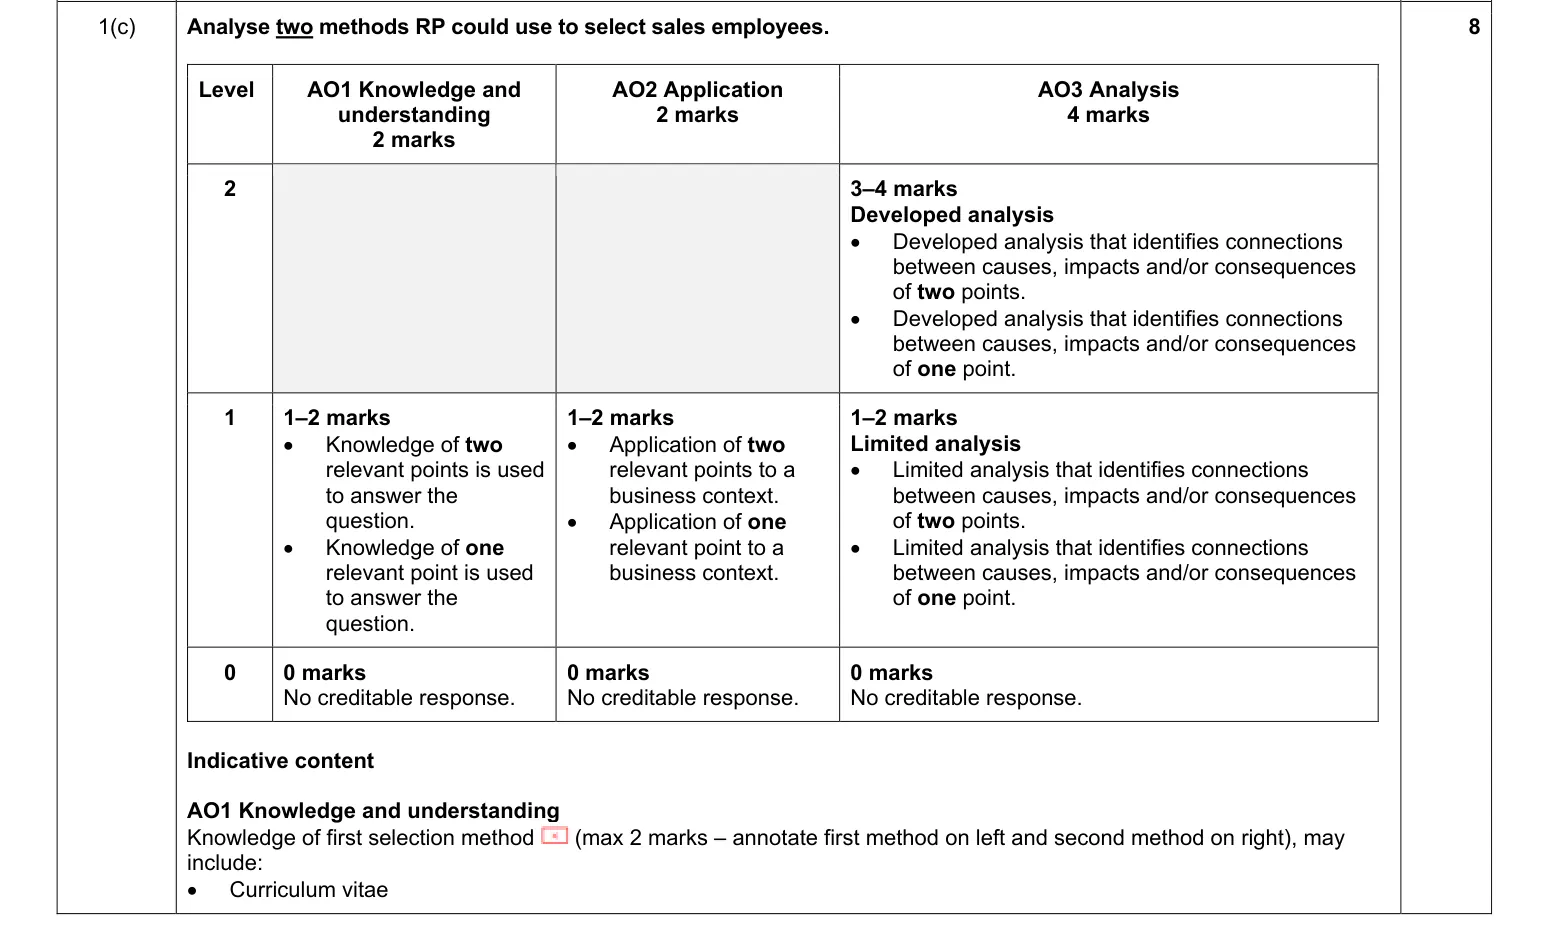 1(c)
Analyse two methods RP could use to select sales employees.
8
Level
AO1 Knowledge and
understanding
2 marks
AO2 Application
2 marks
AO3 Analysis
4 marks
2
3–4 marks
Developed analysis
• Developed analysis that identifies connections
between causes, impacts and/or consequences
of two points.
• Developed analysis that identifies connections
between causes, impacts and/or consequences
of one point.
1
1–2 marks
• Knowledge of two
relevant points is used
to answer the
question.
• Knowledge of one
relevant point is used
to answer the
question.
1–2 marks
• Application of two
relevant points to a
business context.
• Application of one
relevant point to a
business context.
1–2 marks
Limited analysis
• Limited analysis that identifies connections
between causes, impacts and/or consequences
of two points.
• Limited analysis that identifies connections
between causes, impacts and/or consequences
of one point.
0
0 marks
No creditable response.
0 marks
No creditable response.
0 marks
No creditable response.
Indicative content
AO1 Knowledge and understanding
Knowledge of first selection method (max 2 marks – annotate first method on left and second method on right), may
include:
• Curriculum vitae